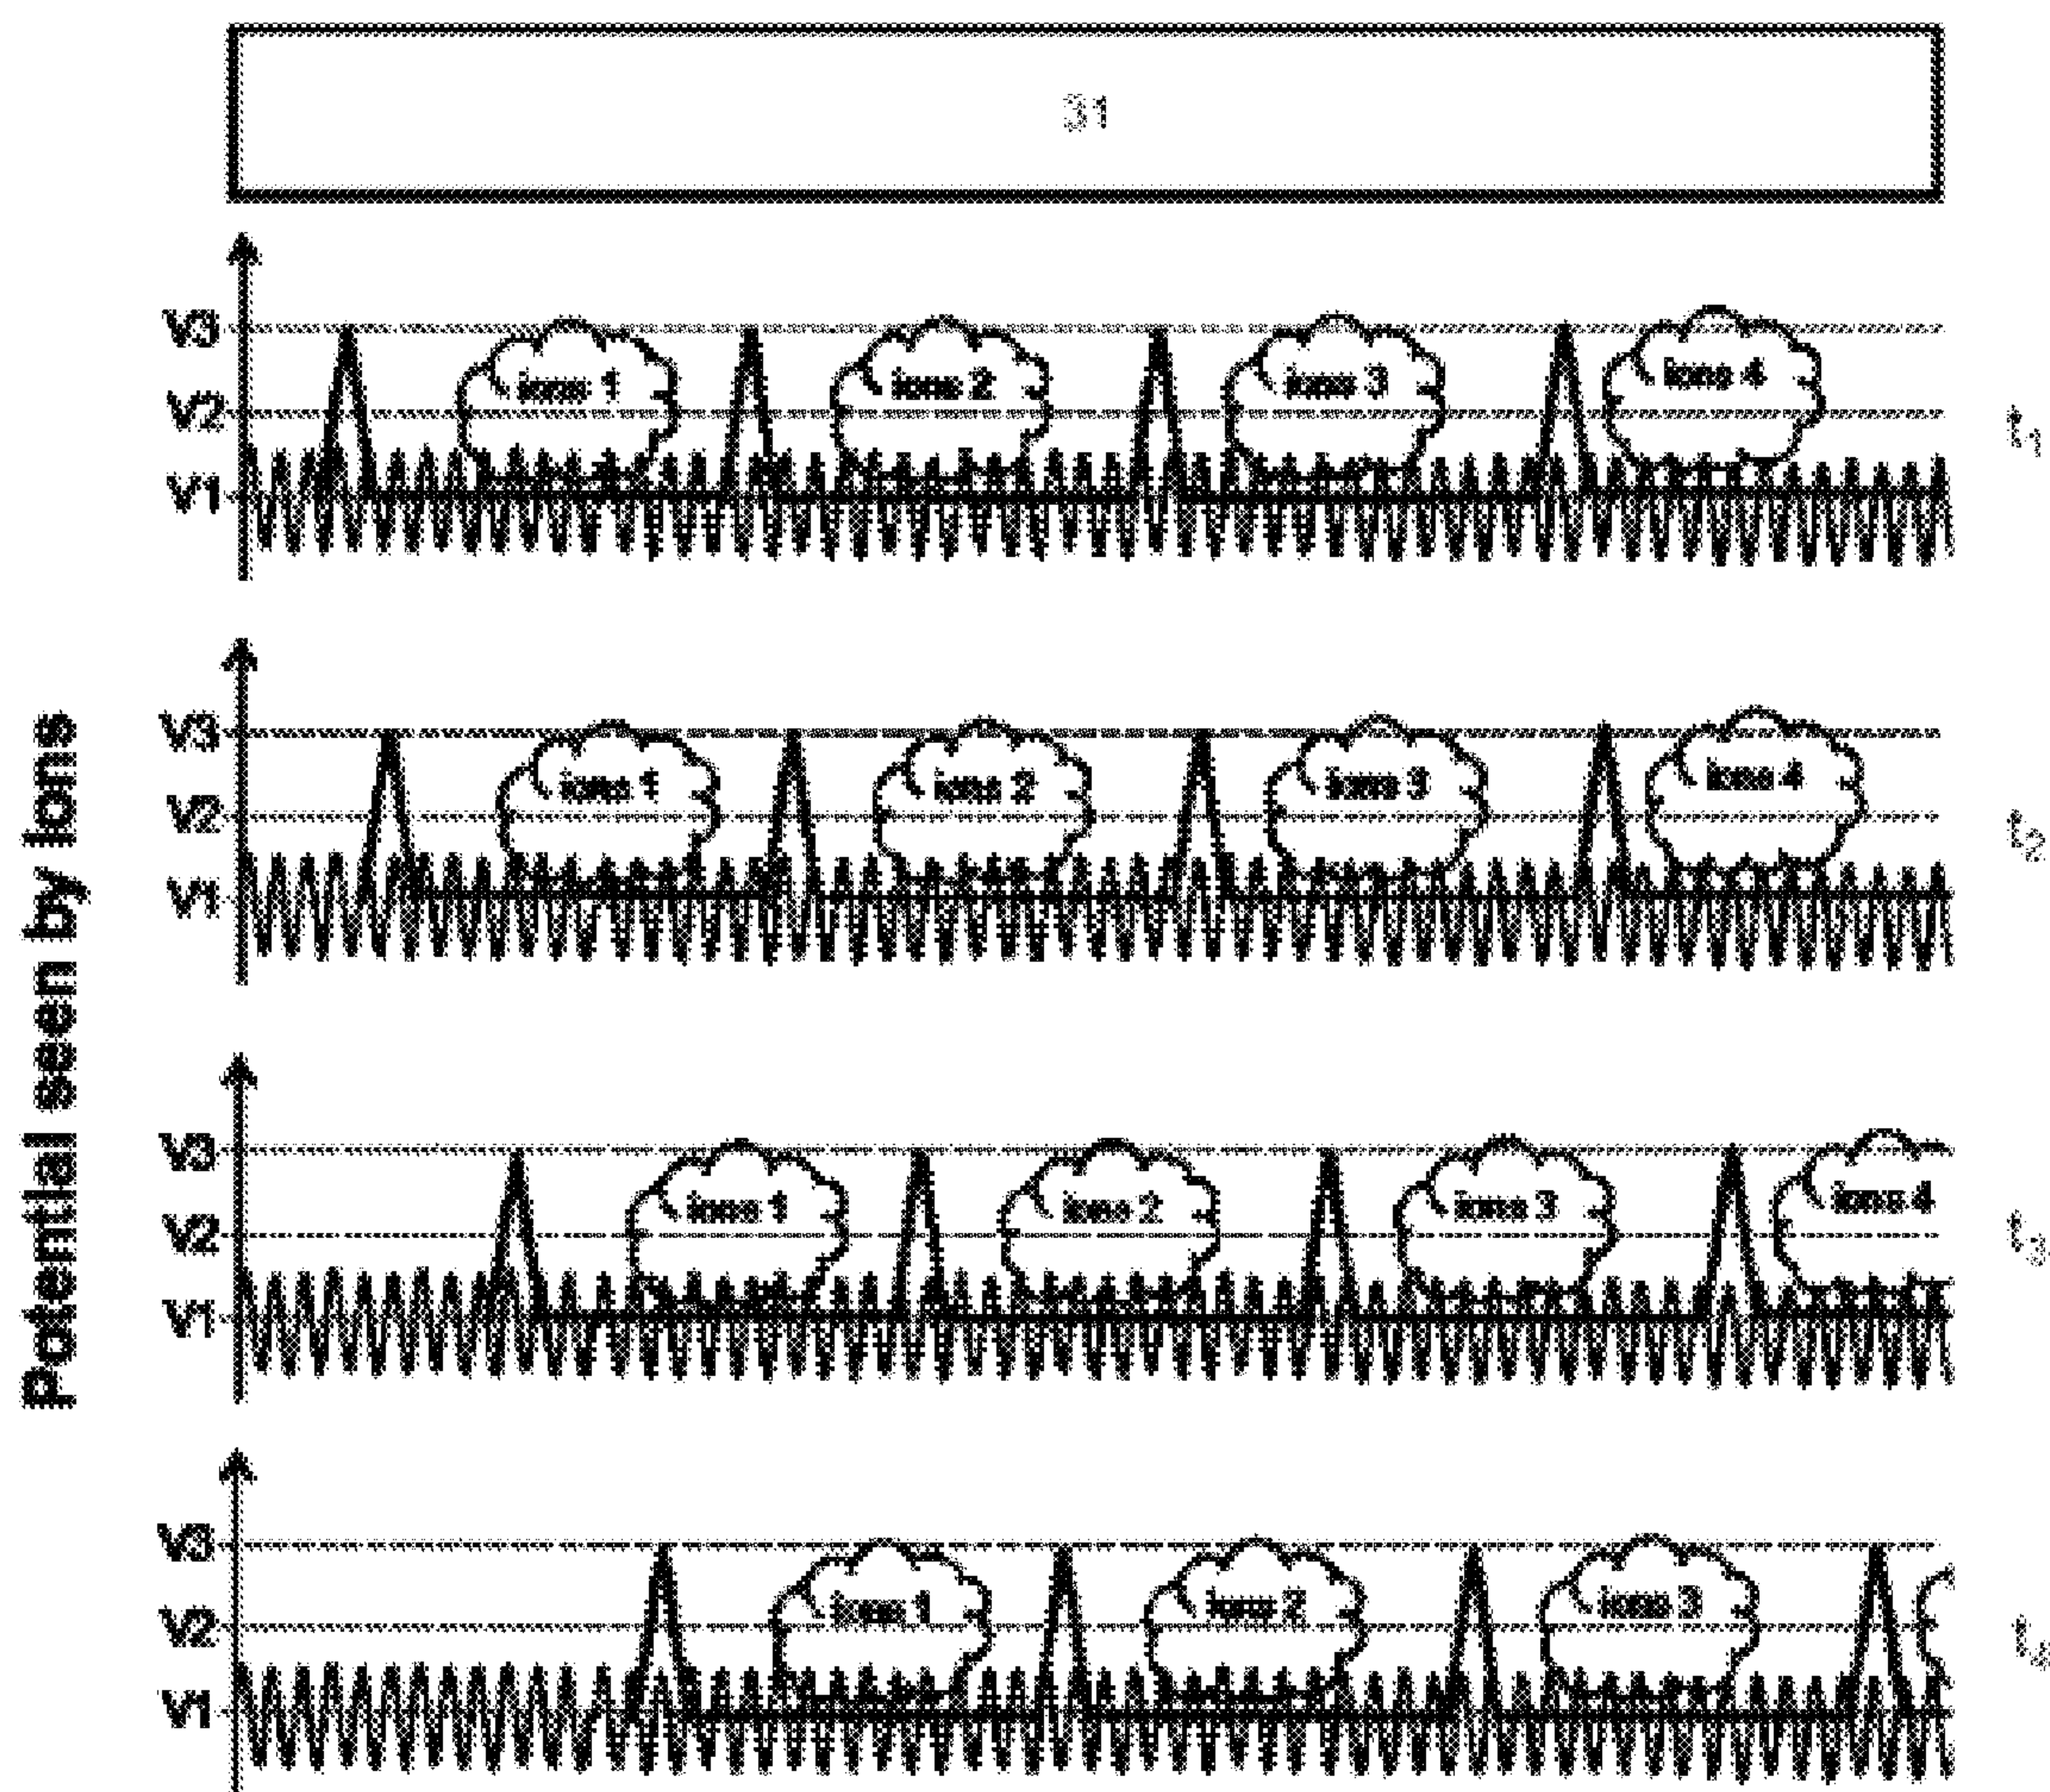 31
V3
ions 1
ions 2
ions 3
ions 4
V2
V1
t1
V3
ions 1
ions 2
ions 3
ions 4
V2
V1
t2
Potential seen by Ions
V3
ions 1
ions 2
ions 3
ions 4
V2
V1
t3
V3
ions 1
ions 2
ions 3
V2
V1
t4